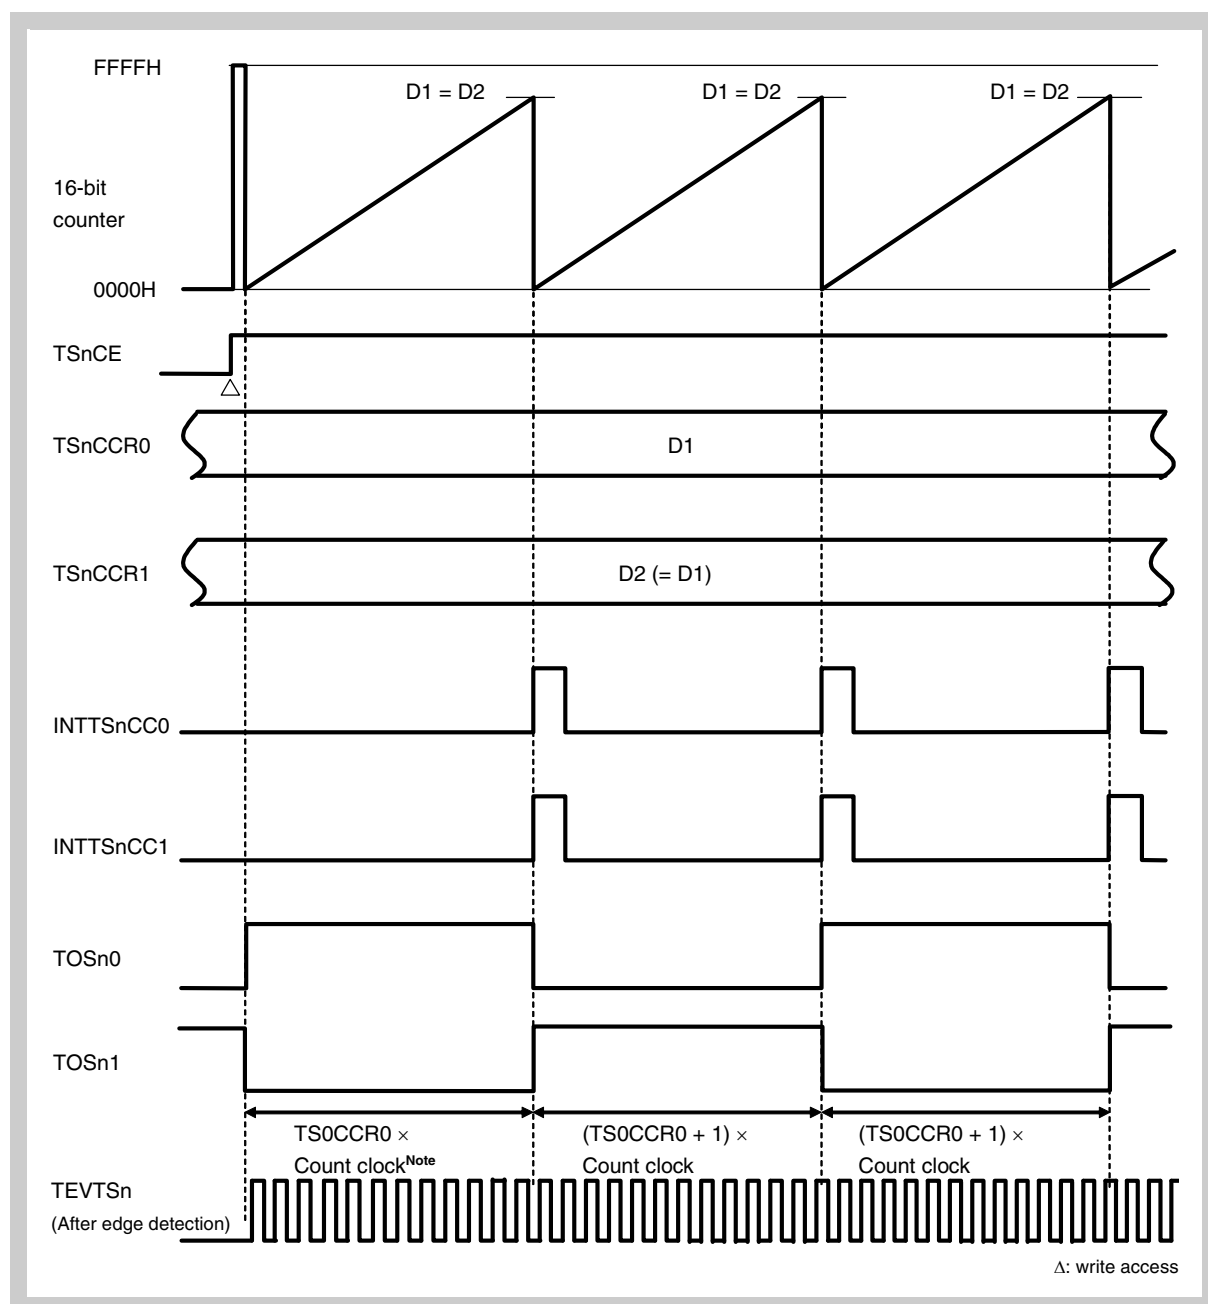 FFFFH
D1 = D2
D1 = D2
D1 = D2
16-bit
counter
0000H
TSnCE
TSnCCR0
D1
TSnCCR1
D2 (= D1)
INTTSnCC0
INTTSnCC1
TOSn0
TOSn1
TS0CCR0 ×
Count clockNote
(TS0CCR0 + 1) ×
Count clock
(TS0CCR0 + 1) ×
Count clock
TEVTSn
(After edge detection)
Δ: write access